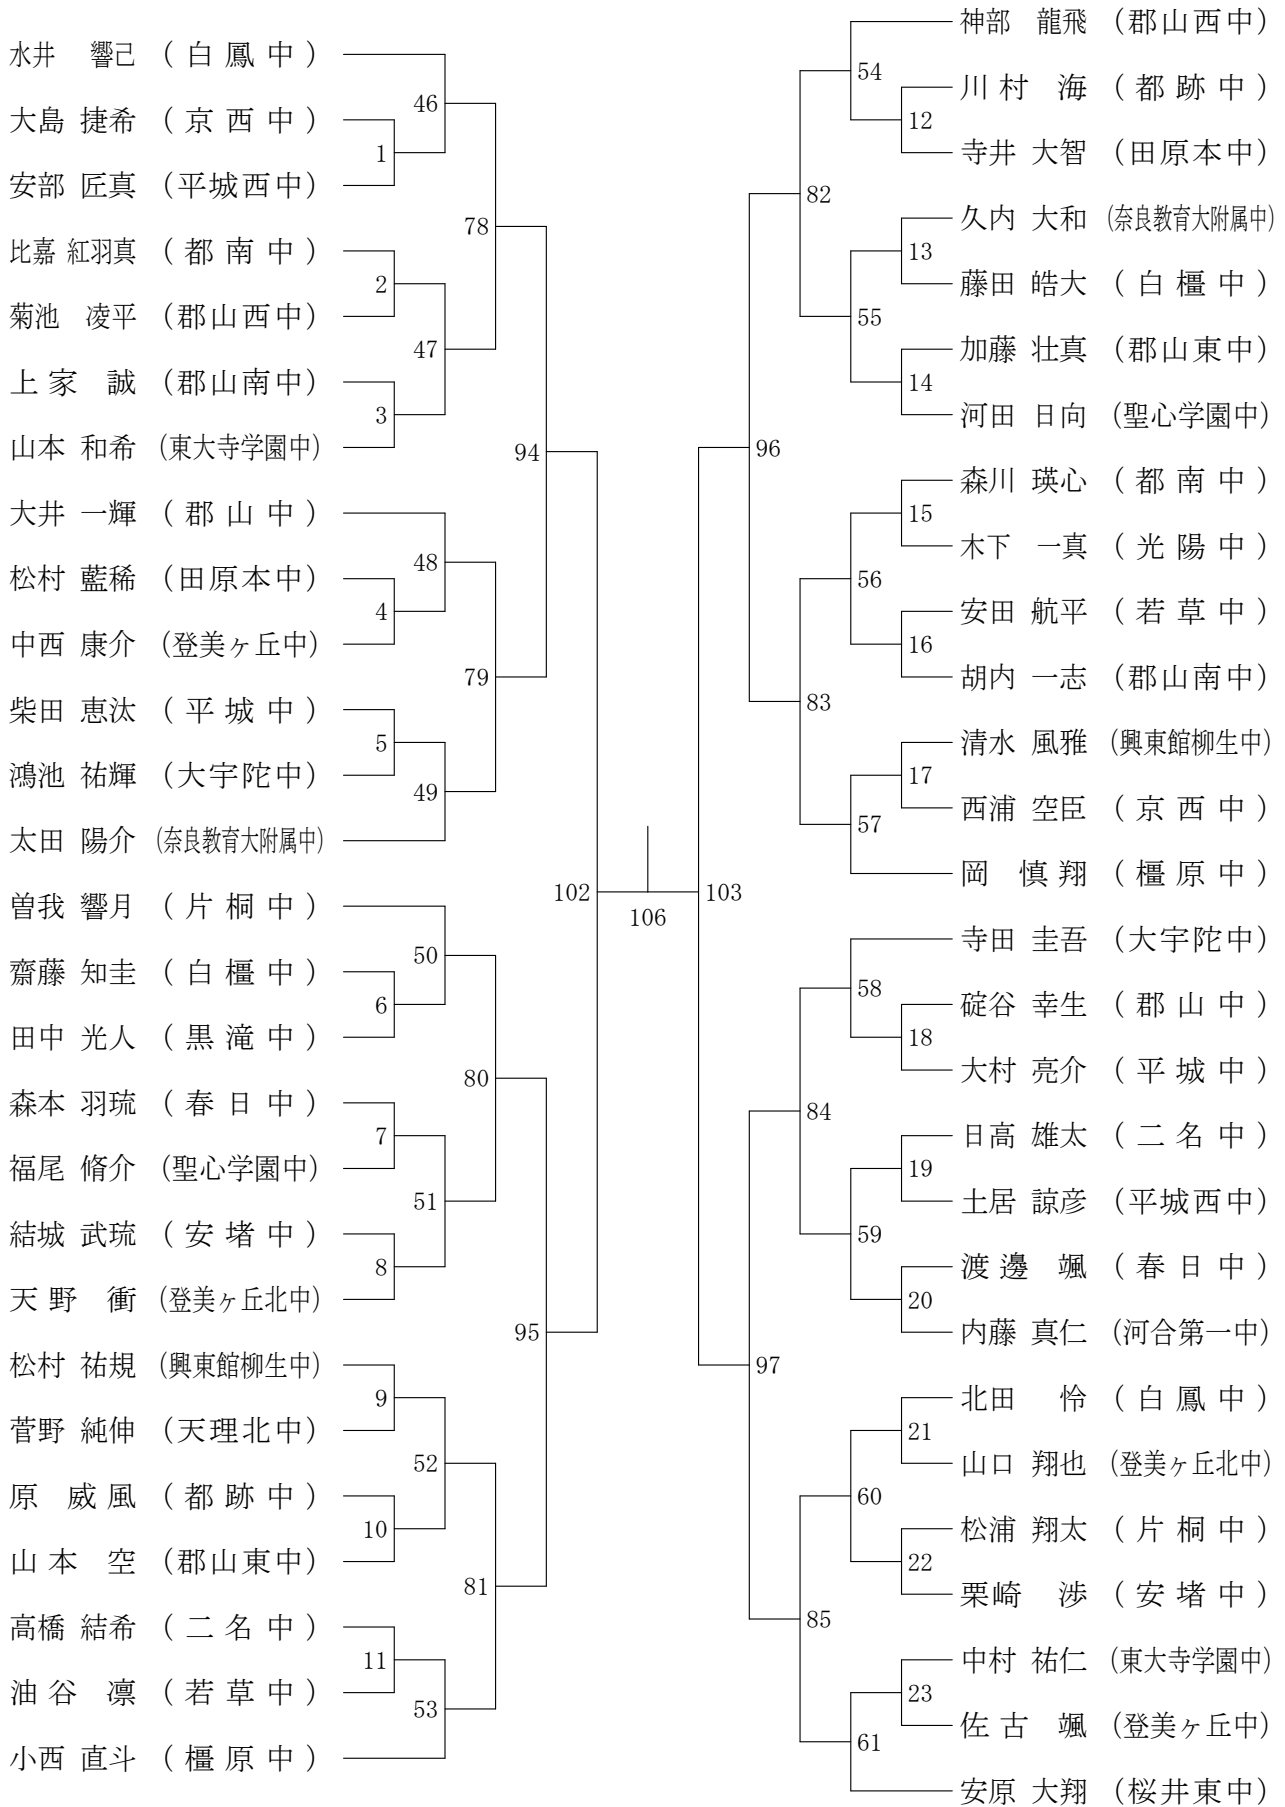 水井 響己 (白鳳中)
大島 捷希 (京西中)
安部 匠真 (平城西中)
比嘉 紅羽真 (都南中)
菊池 凌平 (郡山西中)
上家 誠 (郡山南中)
山本 和希 (東大寺学園中)
大井 一輝 (郡山中)
松村 藍稀 (田原本中)
中西 康介 (登美ヶ丘中)
柴田 恵汰 (平城中)
鴻池 祐輝 (大宇陀中)
太田 陽介 (奈良教育大附属中)
曽我 響月 (片桐中)
齋藤 知圭 (白橿中)
田中 光人 (黒滝中)
森本 羽琉 (春日中)
福尾 脩介 (聖心学園中)
結城 武琉 (安堵中)
天野 衝 (登美ヶ丘北中)
松村 祐規 (興東館柳生中)
菅野 純伸 (天理北中)
原 威風 (都跡中)
山本 空 (郡山東中)
高橋 結希 (二名中)
油谷 凛 (若草中)
小西 直斗 (橿原中)
1
2
3
4
5
6
7
8
9
10
11
46
47
48
49
50
51
52
53
78
79
80
81
94
95
102
106
103
96
97
82
83
84
85
54
55
56
57
58
59
60
61
12
13
14
15
16
17
18
19
20
21
22
23
神部 龍飛 (郡山西中)
川村 海 (都跡中)
寺井 大智 (田原本中)
久内 大和 (奈良教育大附属中)
藤田 皓大 (白橿中)
加藤 壮真 (郡山東中)
河田 日向 (聖心学園中)
森川 瑛心 (都南中)
木下 一真 (光陽中)
安田 航平 (若草中)
胡内 一志 (郡山南中)
清水 風雅 (興東館柳生中)
西浦 空臣 (京西中)
岡 慎翔 (橿原中)
寺田 圭吾 (大宇陀中)
碇谷 幸生 (郡山中)
大村 亮介 (平城中)
日高 雄太 (二名中)
土居 諒彦 (平城西中)
渡邊 颯 (春日中)
内藤 真仁 (河合第一中)
北田 怜 (白鳳中)
山口 翔也 (登美ヶ丘北中)
松浦 翔太 (片桐中)
栗崎 渉 (安堵中)
中村 祐仁 (東大寺学園中)
佐古 颯 (登美ヶ丘中)
安原 大翔 (桜井東中)